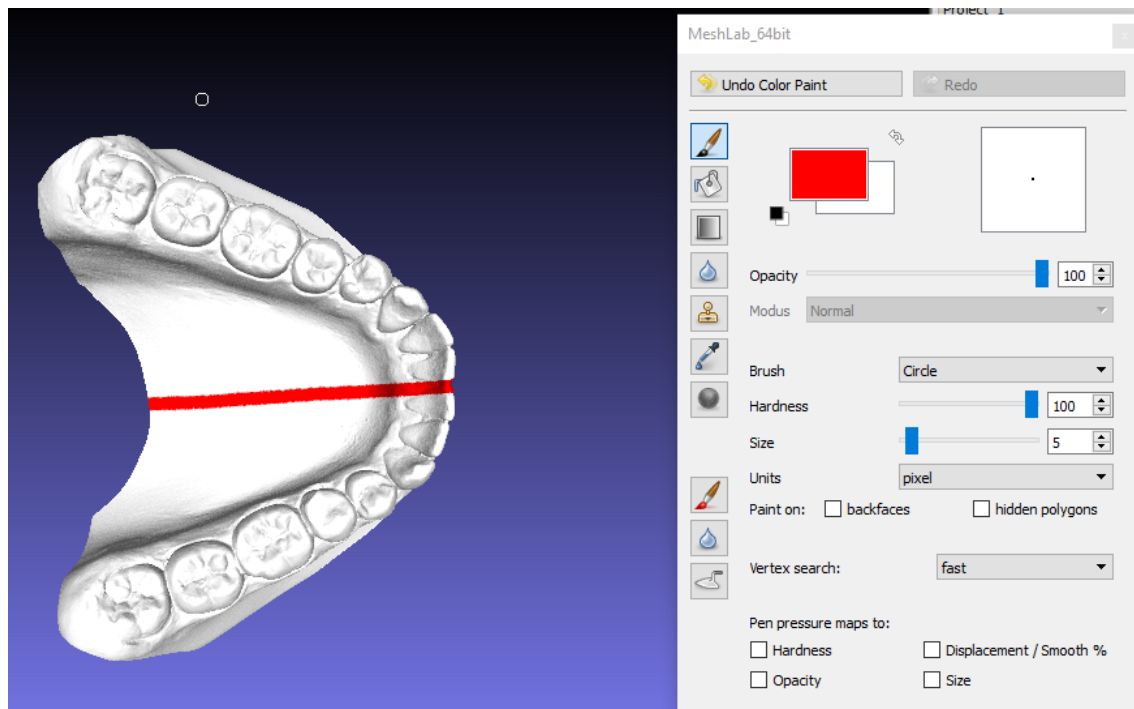 Project 1
MeshLab_64bit
x
Undo Color Paint
Redo
Opacity
100
Modus
Normal
Brush
Circle
Hardness
100
Size
5
Units
pixel
Paint on:
backfaces
hidden polygons
Vertex search:
fast
Pen pressure maps to:
Hardness
Displacement / Smooth %
Opacity
Size